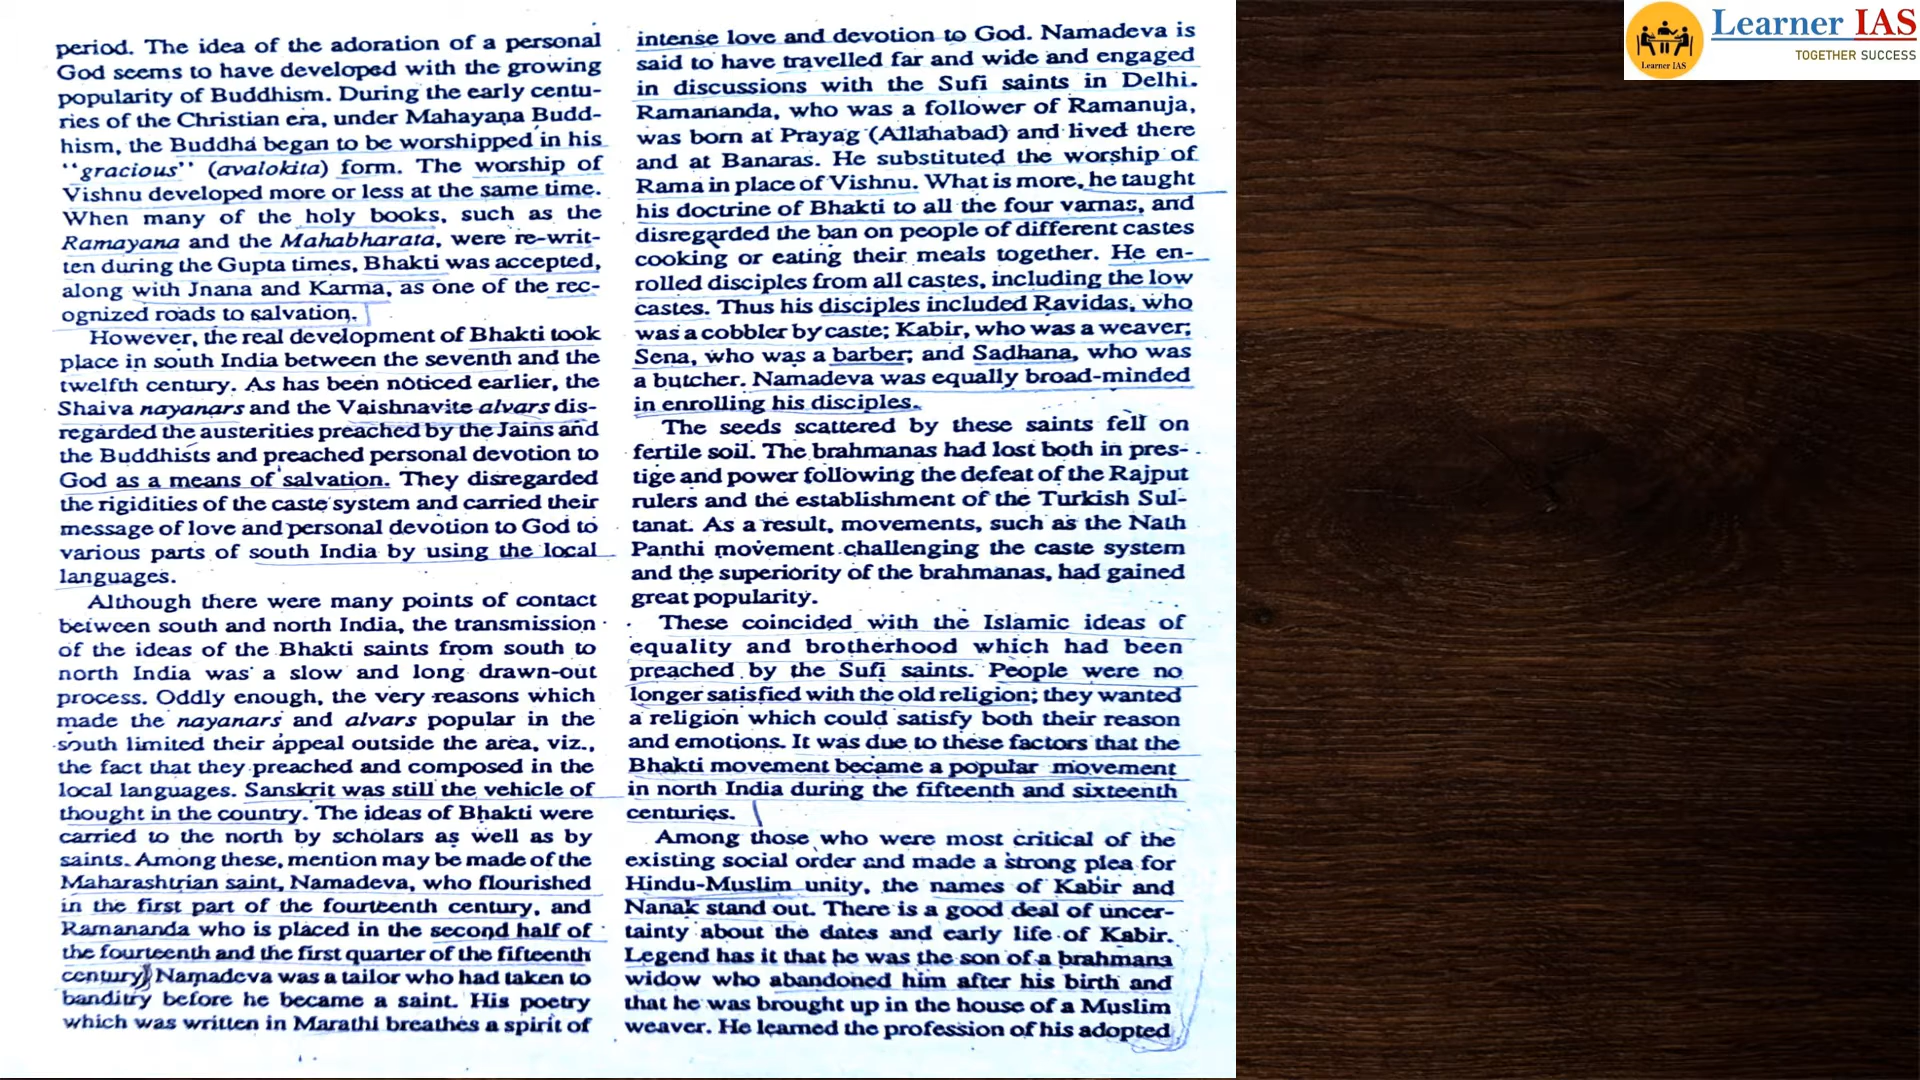 period. The idea of the adoration of a personal
God seems to have developed with the growing
popularity of Buddhism. During the early centu-
ries of the Christian era, under Mahayana Budd-
hism, the Buddha began to be worshipped in his
“gracious” (avalokita) form. The worship of
Vishnu developed more or less at the same time.
When many of the holy books, such as the
Ramayana and the Mahabharata, were re-writ-
ten during the Gupta times, Bhakti was accepted,
along with Jnana and Karma, as one of the rec-
ognized roads to salvation.
However, the real development of Bhakti took
place in south India between the seventh and the
twelfth century. As has been noticed earlier, the
Shaiva nayanars and the Vaishnavite alvars dis-
regarded the austerities preached by the Jains and
the Buddhists and preached personal devotion to
God as a means of salvation. They disregarded
the rigidities of the caste system and carried their
message of love and personal devotion to God to
various parts of south India by using the local
languages.
Although there were many points of contact
between south and north India, the transmission
of the ideas of the Bhakti saints from south to
north India was a slow and long drawn-out
process. Oddly enough, the very reasons which
made the nayanars and alvars popular in the
south limited their appeal outside the area, viz.,
the fact that they preached and composed in the
local languages. Sanskrit was still the vehicle of
thought in the country. The ideas of Bhakti were
carried to the north by scholars as well as by
saints. Among these, mention may be made of the
Maharashtrian saint, Namadeva, who flourished
in the first part of the fourteenth century, and
Ramananda who is placed in the second half of
the fourteenth and the first quarter of the fifteenth
century. Namadeva was a tailor who had taken to
banditry before he became a saint. His poetry
which was written in Marathi breathes a spirit of
intense love and devotion to God. Namadeva is
said to have travelled far and wide and engaged
in discussions with the Sufi saints in Delhi.
Ramananda, who was a follower of Ramanuja,
was born at Prayag (Allahabad) and lived there
and at Banaras. He substituted the worship of
Rama in place of Vishnu. What is more, he taught
his doctrine of Bhakti to all the four varnas, and
disregarded the ban on people of different castes
cooking or eating their meals together. He en-
rolled disciples from all castes, including the low
castes. Thus his disciples included Ravidas, who
was a cobbler by caste; Kabir, who was a weaver;
Sena, who was a barber; and Sadhana, who was
a butcher. Namadeva was equally broad-minded
in enrolling his disciples.
The seeds scattered by these saints fell on
fertile soil. The brahmanas had lost both in pres-
tige and power following the defeat of the Rajput
rulers and the establishment of the Turkish Sul-
tanat. As a result, movements, such as the Nath
Panthi movement challenging the caste system
and the superiority of the brahmanas, had gained
great popularity.
These coincided with the Islamic ideas of
equality and brotherhood which had been
preached by the Sufi saints. People were no
longer satisfied with the old religion; they wanted
a religion which could satisfy both their reason
and emotions. It was due to these factors that the
Bhakti movement became a popular movement
in north India during the fifteenth and sixteenth
centuries.
Among those who were most critical of the
existing social order and made a strong plea for
Hindu-Muslim unity, the names of Kabir and
Nanak stand out. There is a good deal of uncer-
tainty about the dates and early life of Kabir.
Legend has it that he was the son of a brahmana
widow who abandoned him after his birth and
that he was brought up in the house of a Muslim
weaver. He learned the profession of his adopted
Learner IAS
Learner IAS
TOGETHER SUCCESS